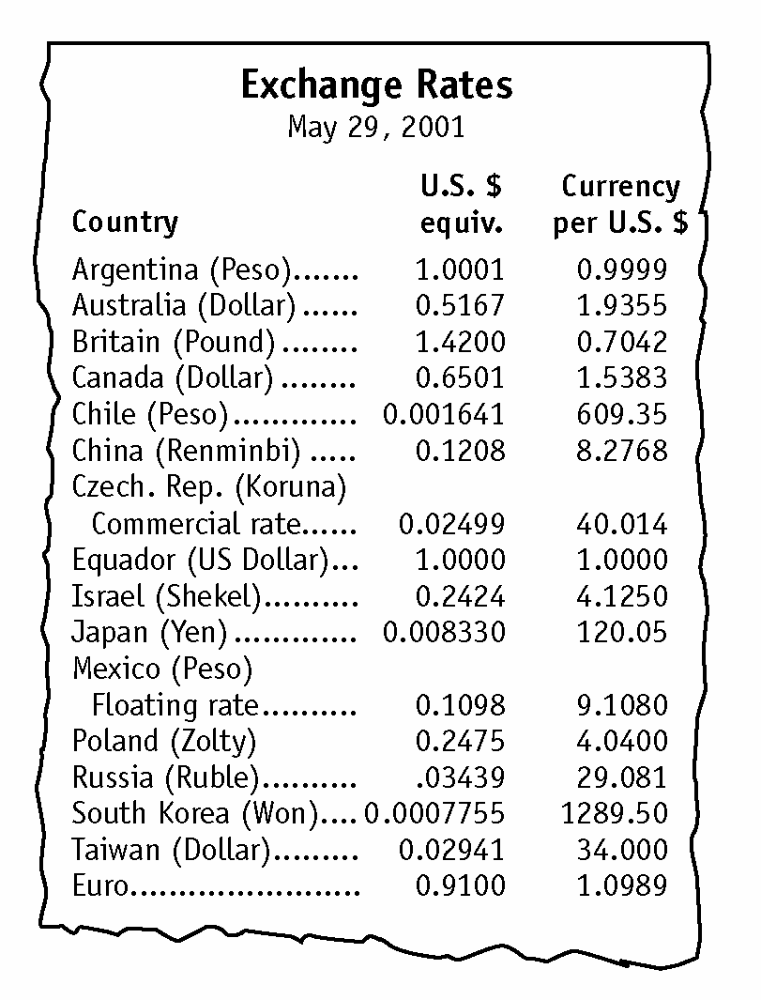 Exchange Rates
May 29, 2001
U.S. $ Currency
Country equiv. per U.S. $
Argentina (Peso)....... 1.0001 0.9999
Australia (Dollar) ...... 0.5167 1.9355
Britain (Pound) ........ 1.4200 0.7042
Canada (Dollar) ........ 0.6501 1.5383
Chile (Peso)............. 0.001641 609.35
China (Renminbi) ..... 0.1208 8.2768
Czech. Rep. (Koruna)
Commercial rate...... 0.02499 40.014
Equador (US Dollar)... 1.0000 1.0000
Israel (Shekel).......... 0.2424 4.1250
Japan (Yen) ............. 0.008330 120.05
Mexico (Peso)
Floating rate.......... 0.1098 9.1080
Poland (Zolty) 0.2475 4.0400
Russia (Ruble).......... .03439 29.081
South Korea (Won).... 0.0007755 1289.50
Taiwan (Dollar)......... 0.02941 34.000
Euro........................ 0.9100 1.0989